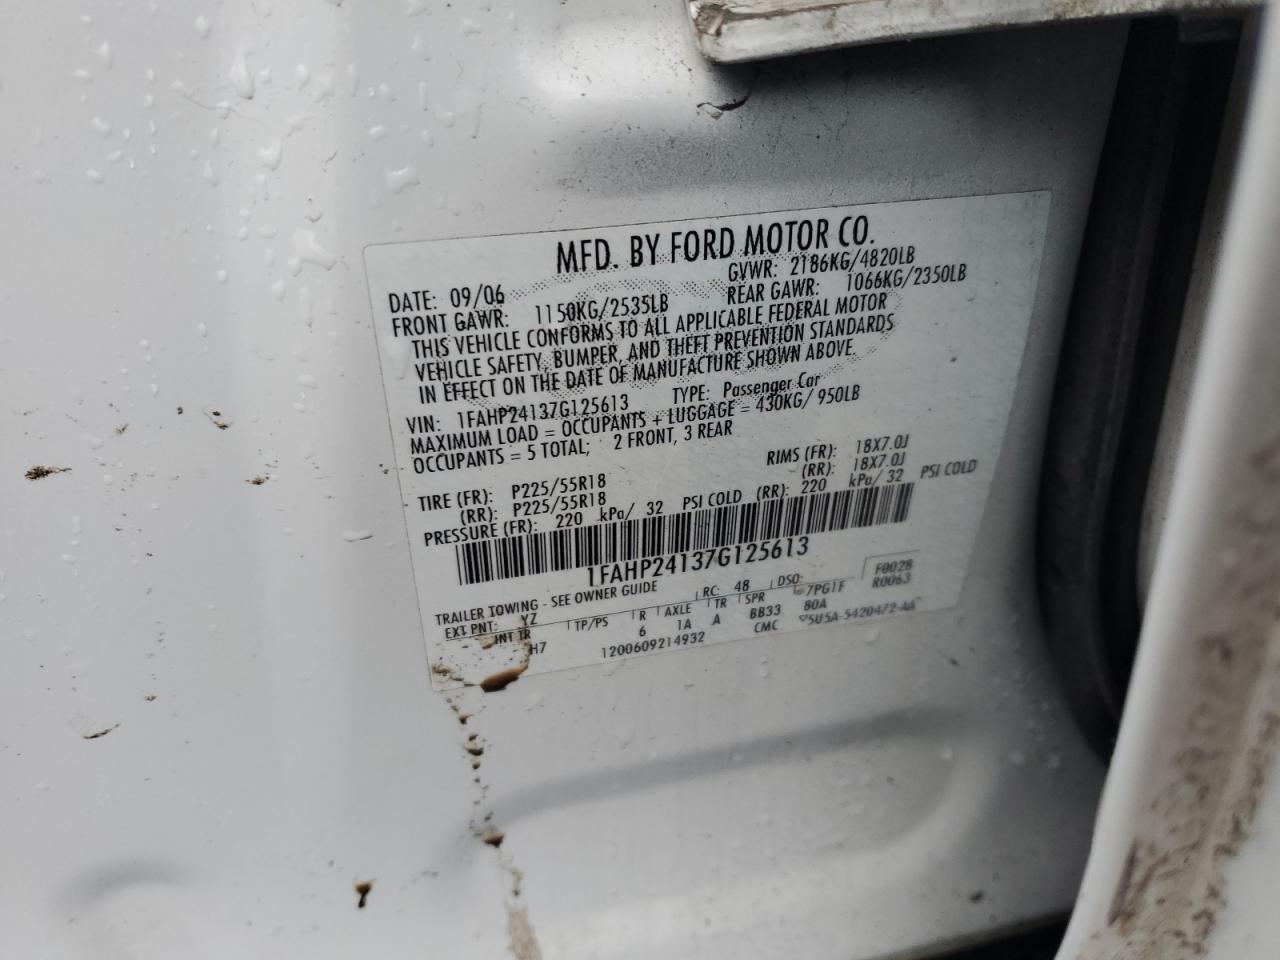 MFD. BY FORD MOTOR CO.
DATE: 09/06 GVWR: 2186KG/4820LB
FRONT GAWR: 1150KG/2535LB REAR GAWR: 1066KG/2350LB
THIS VEHICLE CONFORMS TO ALL APPLICABLE FEDERAL MOTOR
VEHICLE SAFETY, BUMPER, AND THEFT PREVENTION STANDARDS
IN EFFECT ON THE DATE OF MANUFACTURE SHOWN ABOVE.
VIN: 1FAHP24137G125613 TYPE: Passenger Car
MAXIMUM LOAD = OCCUPANTS + LUGGAGE = 430KG/ 950LB
OCCUPANTS = 5 TOTAL; 2 FRONT, 3 REAR
TIRE (FR): P225/55R18 RIMS (FR): 18X7.0J
(RR): P225/55R18 (RR): 18X7.0J
PRESSURE (FR): 220 kPa/ 32 PSI COLD (RR): 220 kPa/ 32 PSI COLD
1FAHP24137G125613
TRAILER TOWING - SEE OWNER GUIDE F0028
EXT PNT: YZ RC: 48 DSO: R0063
INT TR TP/PS R AXLE TR SPR 7PG1F
H7 6 1A A BB33 80A
1200609214932 CMC 5U5A-5420472-AA